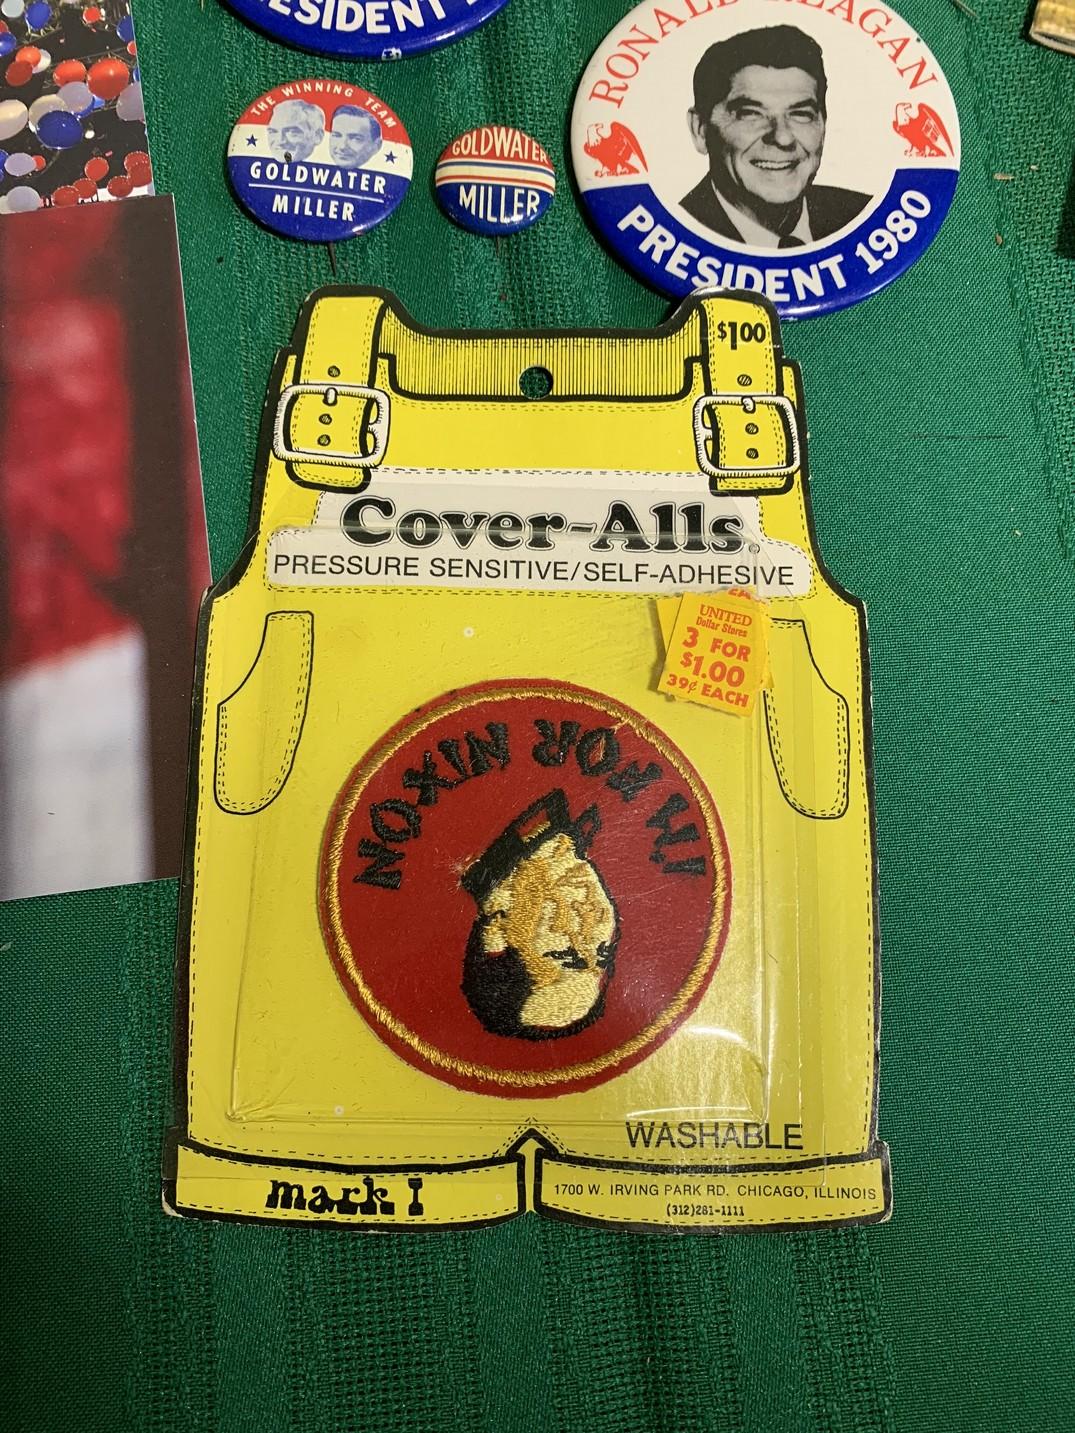 ESIDENT
RONALD REAGAN
PRESIDENT 1980
THE WINNING TEAM
GOLDWATER
MILLER
GOLDWATER
MILLER
$1.00
Cover-Alls
PRESSURE SENSITIVE/SELF-ADHESIVE
EA
UNITED
Dollar Stores
3 FOR
$1.00
39¢ EACH
FOR NIXON
WASHABLE
mark I
1700 W. IRVING PARK RD. CHICAGO, ILLINOIS
(312)281-1111